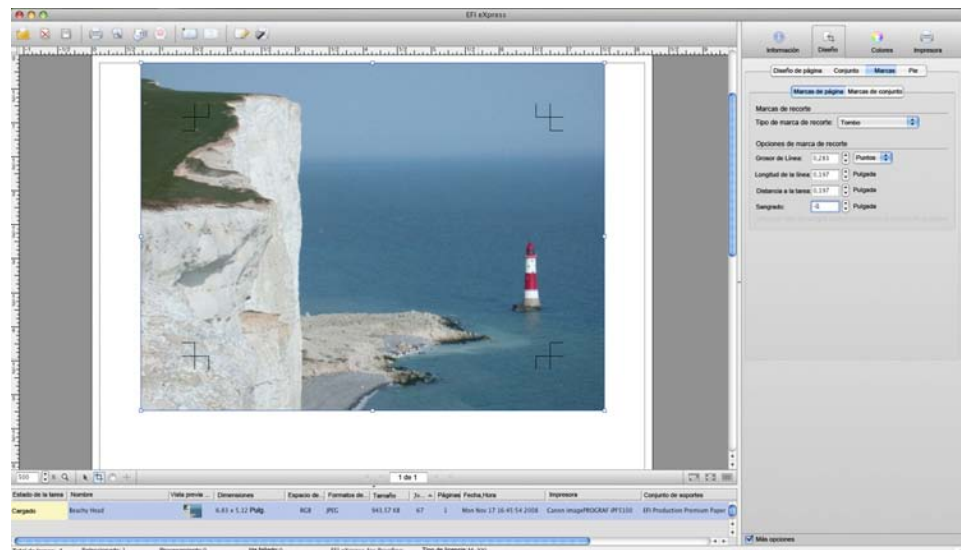 EFI eXpress
Información Diseño Colores Impresora
Diseño de página Conjunto Marcas Pie
Marcas de página Marcas de conjunto
Marcas de recorte
Tipo de marca de recorte: Tombo
Opciones de marca de recorte
Grosor de Línea: 0,283 Puntos
Longitud de la línea: 0,197 Pulgada
Distancia a la tarea: 0,197 Pulgada
Sangrado: -1 Pulgada
500 %
1 de 1
Estado de la tarea Nombre Vista previa ... Dimensiones Espacio de... Formatos de... Tamaño Páginas Fecha/Hora Impresora Conjunto de soportes
Cargado Beachy Head 6.83 x 5.12 Pulg. RGB JPEG 943.57 KB 67 1 Mon Nov 17 16:45:54 2008 Canon imagePROGRAF iPF5100 EFI Production Premium Paper
Más opciones